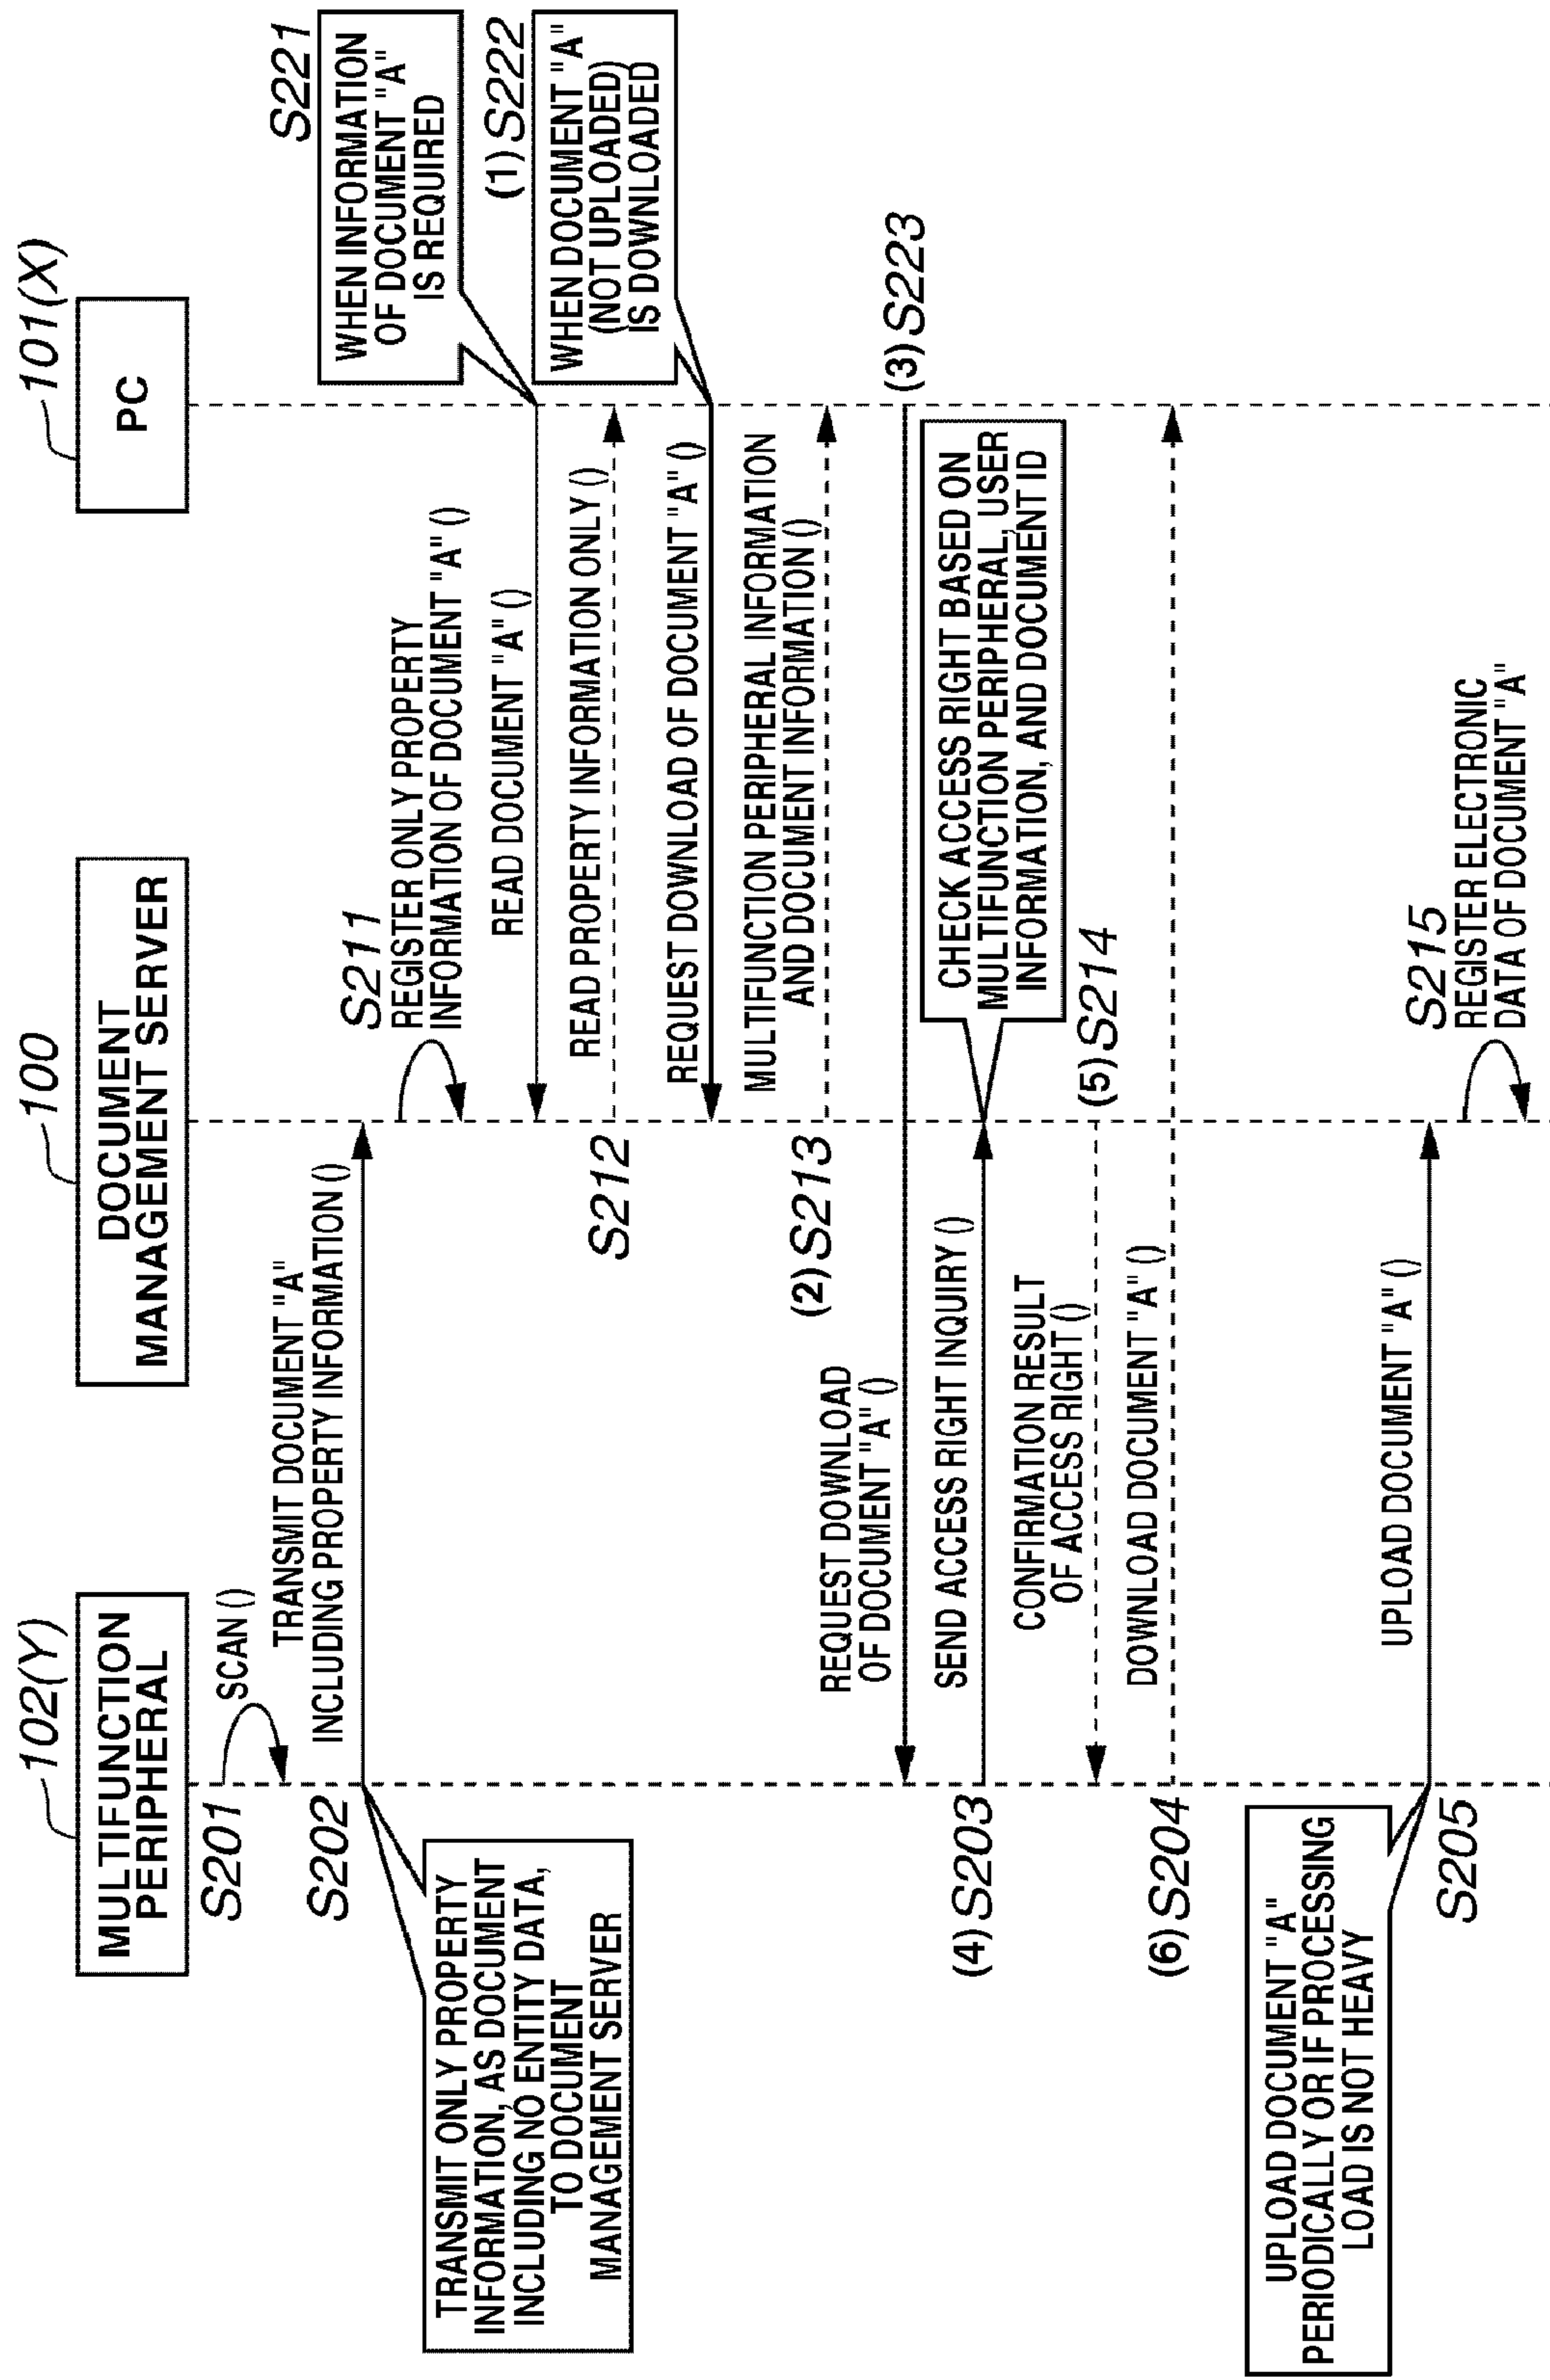 102(Y)
MULTIFUNCTION
PERIPHERAL
100
DOCUMENT
MANAGEMENT SERVER
101(X)
PC
S201
SCAN ()
S202
TRANSMIT DOCUMENT "A"
INCLUDING PROPERTY INFORMATION ()
TRANSMIT ONLY PROPERTY
INFORMATION, AS DOCUMENT
INCLUDING NO ENTITY DATA,
TO DOCUMENT
MANAGEMENT SERVER
S211
REGISTER ONLY PROPERTY
INFORMATION OF DOCUMENT "A" ()
S221
WHEN INFORMATION
OF DOCUMENT "A"
IS REQUIRED
READ DOCUMENT "A" ()
S212
READ PROPERTY INFORMATION ONLY ()
(1) S222
WHEN DOCUMENT "A"
(NOT UPLOADED)
IS DOWNLOADED
REQUEST DOWNLOAD OF DOCUMENT "A" ()
(2) S213
MULTIFUNCTION PERIPHERAL INFORMATION
AND DOCUMENT INFORMATION ()
(3) S223
REQUEST DOWNLOAD
OF DOCUMENT "A" ()
(4) S203
SEND ACCESS RIGHT INQUIRY ()
CHECK ACCESS RIGHT BASED ON
MULTIFUNCTION PERIPHERAL, USER
INFORMATION, AND DOCUMENT ID
(5) S214
CONFIRMATION RESULT
OF ACCESS RIGHT ()
(6) S204
DOWNLOAD DOCUMENT "A" ()
UPLOAD DOCUMENT "A"
PERIODICALLY OR IF PROCESSING
LOAD IS NOT HEAVY
S205
UPLOAD DOCUMENT "A" ()
S215
REGISTER ELECTRONIC
DATA OF DOCUMENT "A"